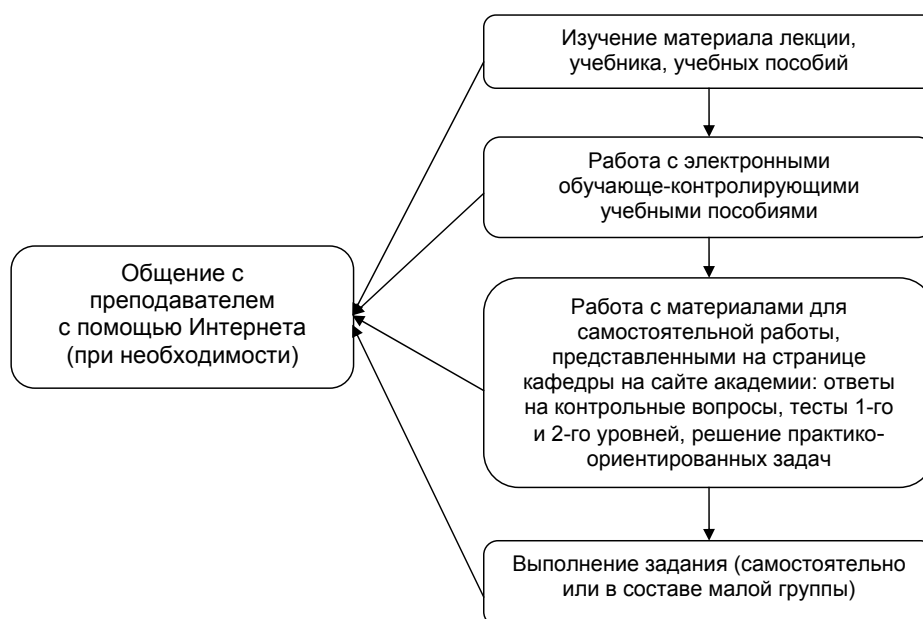 Изучение материала лекции,
учебника, учебных пособий
Работа с электронными
обучающе-контролирующими
учебными пособиями
Общение с
преподавателем
с помощью Интернета
(при необходимости)
Работа с материалами для
самостоятельной работы,
представленными на странице
кафедры на сайте академии: ответы
на контрольные вопросы, тесты 1-го
и 2-го уровней, решение практико-
ориентированных задач
Выполнение задания (самостоятельно
или в составе малой группы)